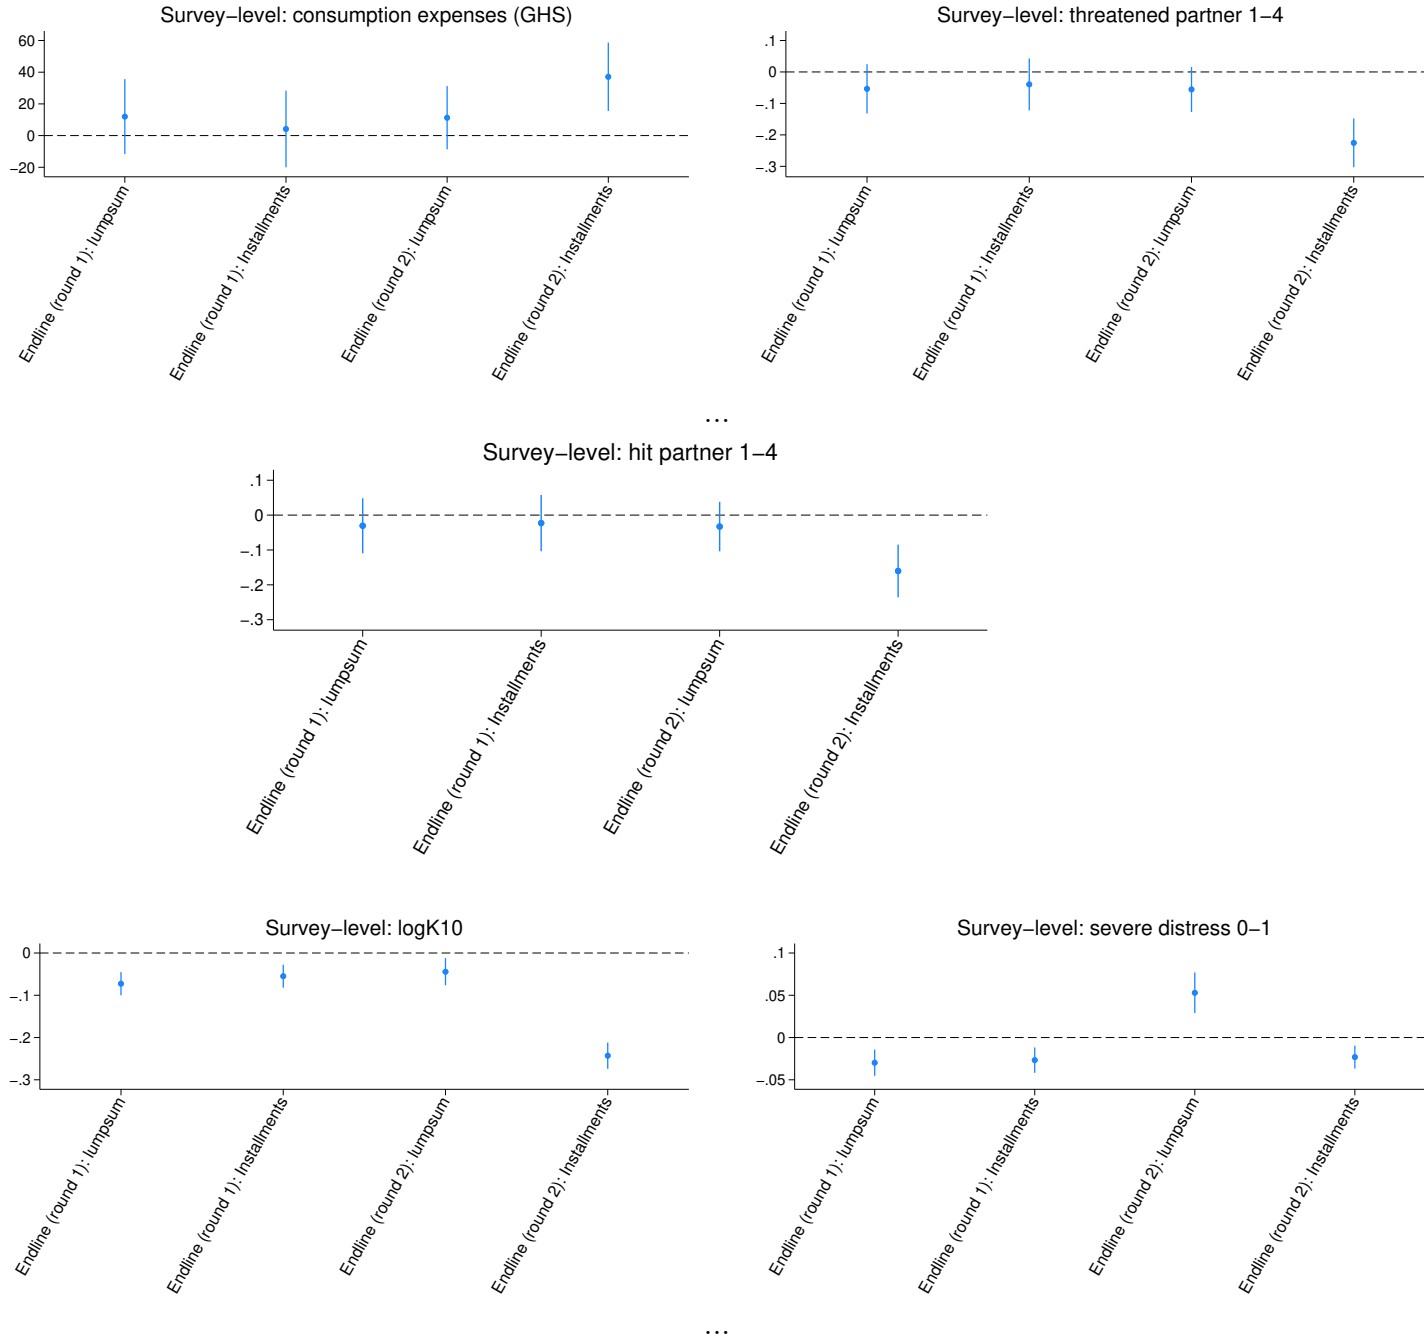 Survey−level: consumption expenses (GHS)
60
40
20
0
−20
Endline (round 1): lumpsum
Endline (round 1): Installments
Endline (round 2): lumpsum
Endline (round 2): Installments
Survey−level: threatened partner 1−4
.1
0
−.1
−.2
−.3
Endline (round 1): lumpsum
Endline (round 1): Installments
Endline (round 2): lumpsum
Endline (round 2): Installments
...
Survey−level: hit partner 1−4
.1
0
−.1
−.2
−.3
Endline (round 1): lumpsum
Endline (round 1): Installments
Endline (round 2): lumpsum
Endline (round 2): Installments
Survey−level: logK10
0
−.1
−.2
−.3
Endline (round 1): lumpsum
Endline (round 1): Installments
Endline (round 2): lumpsum
Endline (round 2): Installments
Survey−level: severe distress 0−1
.1
.05
0
−.05
Endline (round 1): lumpsum
Endline (round 1): Installments
Endline (round 2): lumpsum
Endline (round 2): Installments
...